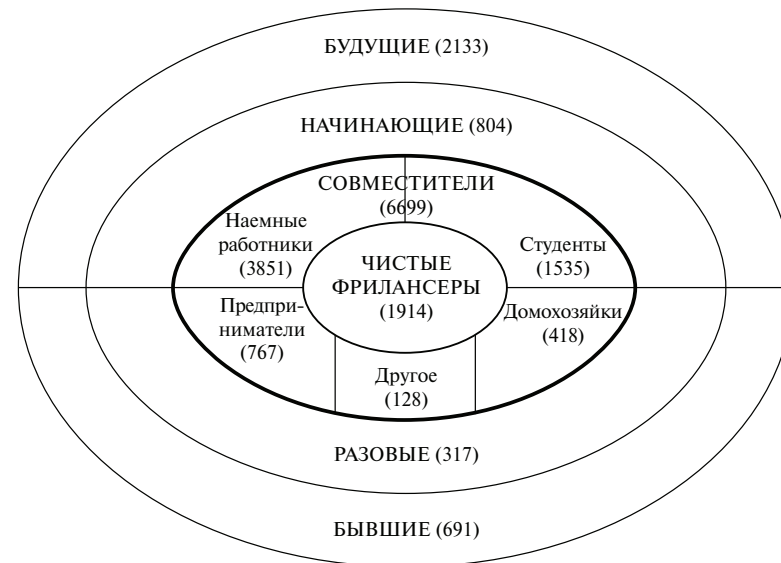 БУДУЩИЕ (2133)
НАЧИНАЮЩИЕ (804)
СОВМЕСТИТЕЛИ
(6699)
Наемные
работники
(3851)
Студенты
(1535)
ЧИСТЫЕ
ФРИЛАНСЕРЫ
(1914)
Предпри-
ниматели
(767)
Домохозяйки
(418)
Другое
(128)
РАЗОВЫЕ (317)
БЫВШИЕ (691)